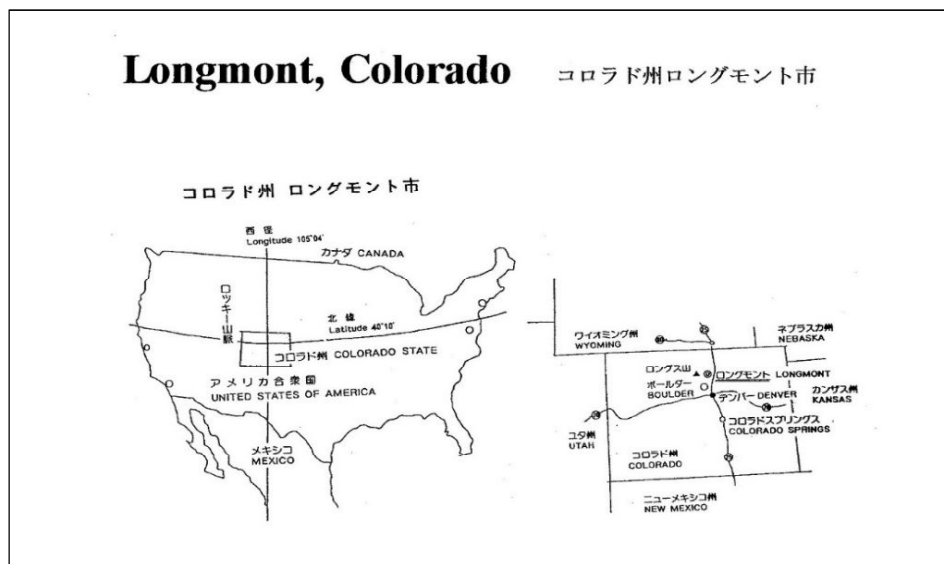 Longmont, Colorado コロラド州ロングモント市
コロラド州 ロングモント市
西 径
Longitude 105°04'
カナダ CANADA
ロッキー山脈
北 緯
Latitude 40°10'
コロラド州 COLORADO STATE
アメリカ合衆国
UNITED STATES OF AMERICA
メキシコ
MEXICO
ワイオミング州
WYOMING
ネブラスカ州
NEBASKA
ロングス山
ロングモント LONGMONT
ボールダー
BOULDER
デンバー DENVER
カンザス州
KANSAS
コロラドスプリングス
COLORADO SPRINGS
ユタ州
UTAH
コロラド州
COLORADO
ニューメキシコ州
NEW MEXICO